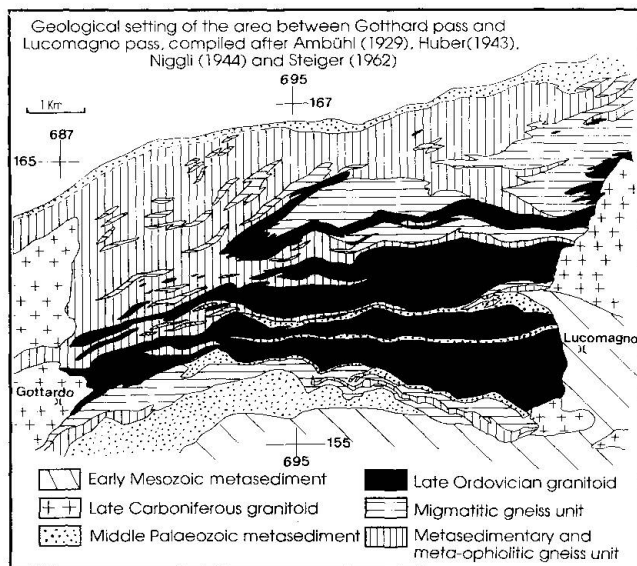 Geological setting of the area between Gotthard pass and
Lucomagno pass, compiled after Ambühl (1929), Huber(1943),
Niggli (1944) and Steiger (1962)
695
167
1 Km
687
165
Lucomagno
Gottardo
155
695
Early Mesozoic metasediment
Late Carboniferous granitoid
Middle Palaeozoic metasediment
Late Ordovician granitoid
Migmatitic gneiss unit
Metasedimentary and
meta-ophiolitic gneiss unit